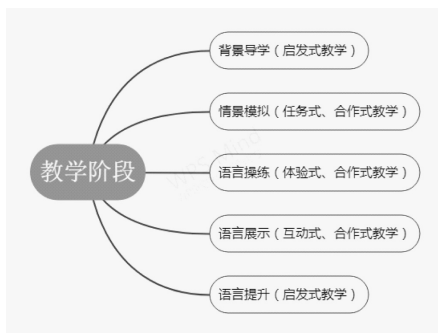 背景导学（启发式教学）
情景模拟（任务式、合作式教学）
教学阶段
语言操练（体验式、合作式教学）
语言展示（互动式、合作式教学）
语言提升（启发式教学）